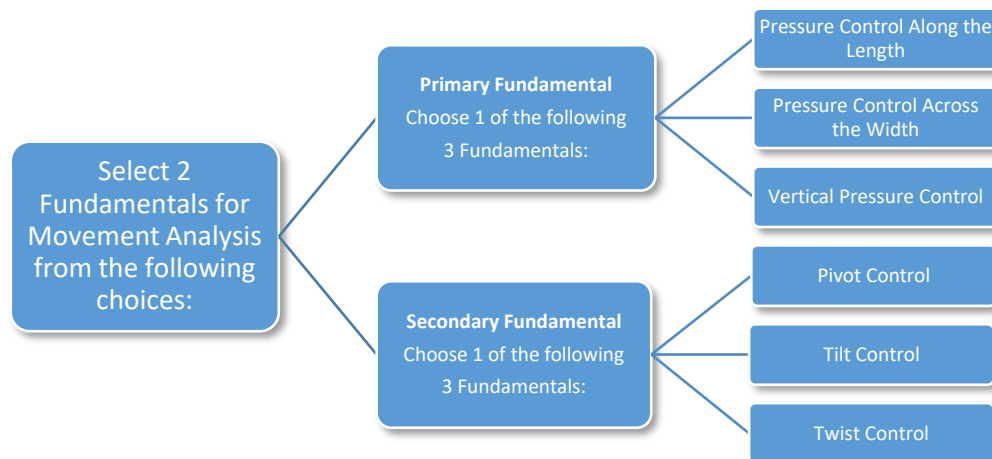 Select 2
Fundamentals for
Movement Analysis
from the following
choices:
Primary Fundamental
Choose 1 of the following
3 Fundamentals:
Pressure Control Along the
Length
Pressure Control Across
the Width
Vertical Pressure Control
Secondary Fundamental
Choose 1 of the following
3 Fundamentals:
Pivot Control
Tilt Control
Twist Control